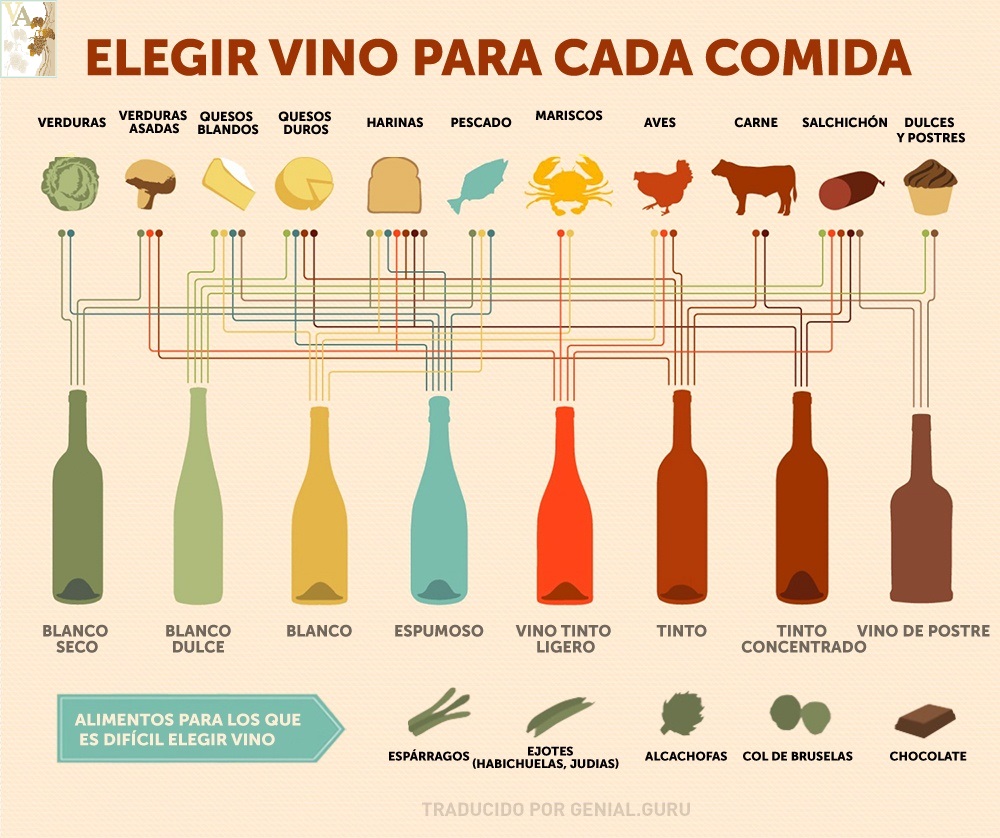 VA
ELEGIR VINO PARA CADA COMIDA
VERDURAS
VERDURAS
ASADAS
QUESOS
BLANDOS
QUESOS
DUROS
HARINAS
PESCADO
MARISCOS
AVES
CARNE
SALCHICHÓN
DULCES
Y POSTRES
BLANCO
SECO
BLANCO
DULCE
BLANCO
ESPUMOSO
VINO TINTO
LIGERO
TINTO
TINTO
CONCENTRADO
VINO DE POSTRE
ALIMENTOS PARA LOS QUE
ES DIFÍCIL ELEGIR VINO
ESPÁRRAGOS
EJOTES
(HABICHUELAS, JUDIAS)
ALCACHOFAS
COL DE BRUSELAS
CHOCOLATE
TRADUCIDO POR GENIAL.GURU